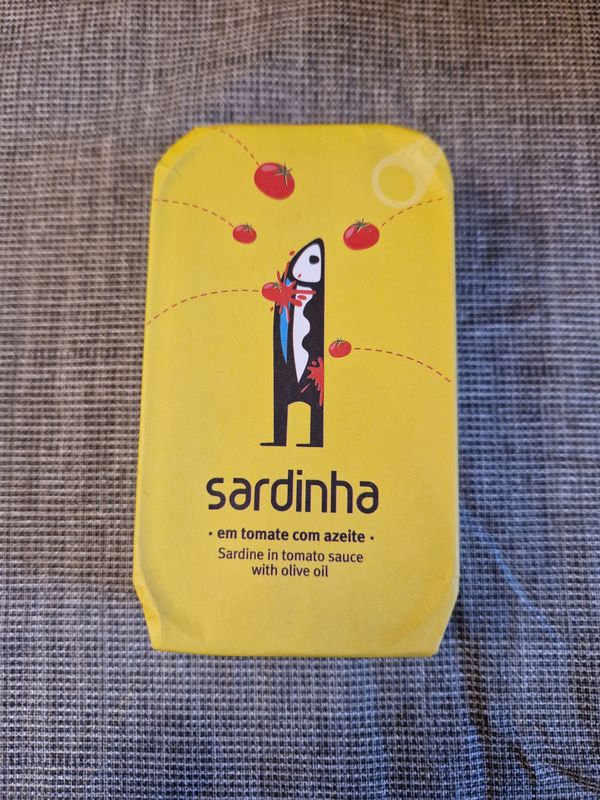 sardinha
· em tomate com azeite ·
Sardine in tomato sauce
with olive oil